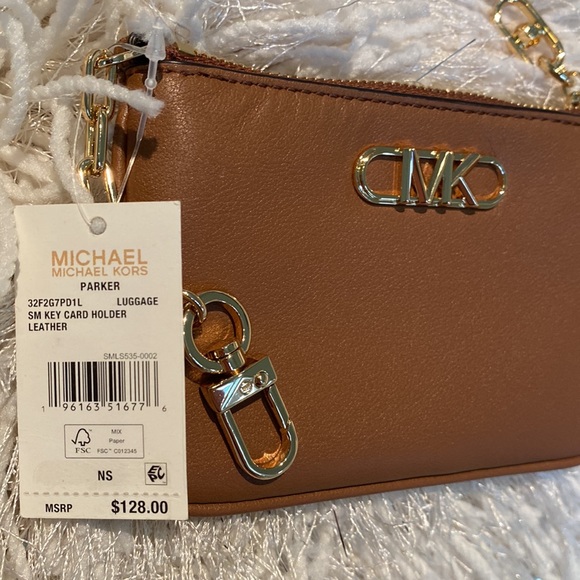 MK
MICHAEL
MICHAEL KORS
PARKER
32F2G7PD1L LUGGAGE
SM KEY CARD HOLDER
LEATHER
SMLS535-0002
1 96163 51677 6
FSC
MIX
Paper
FSC™ C012345
NS
MSRP $128.00